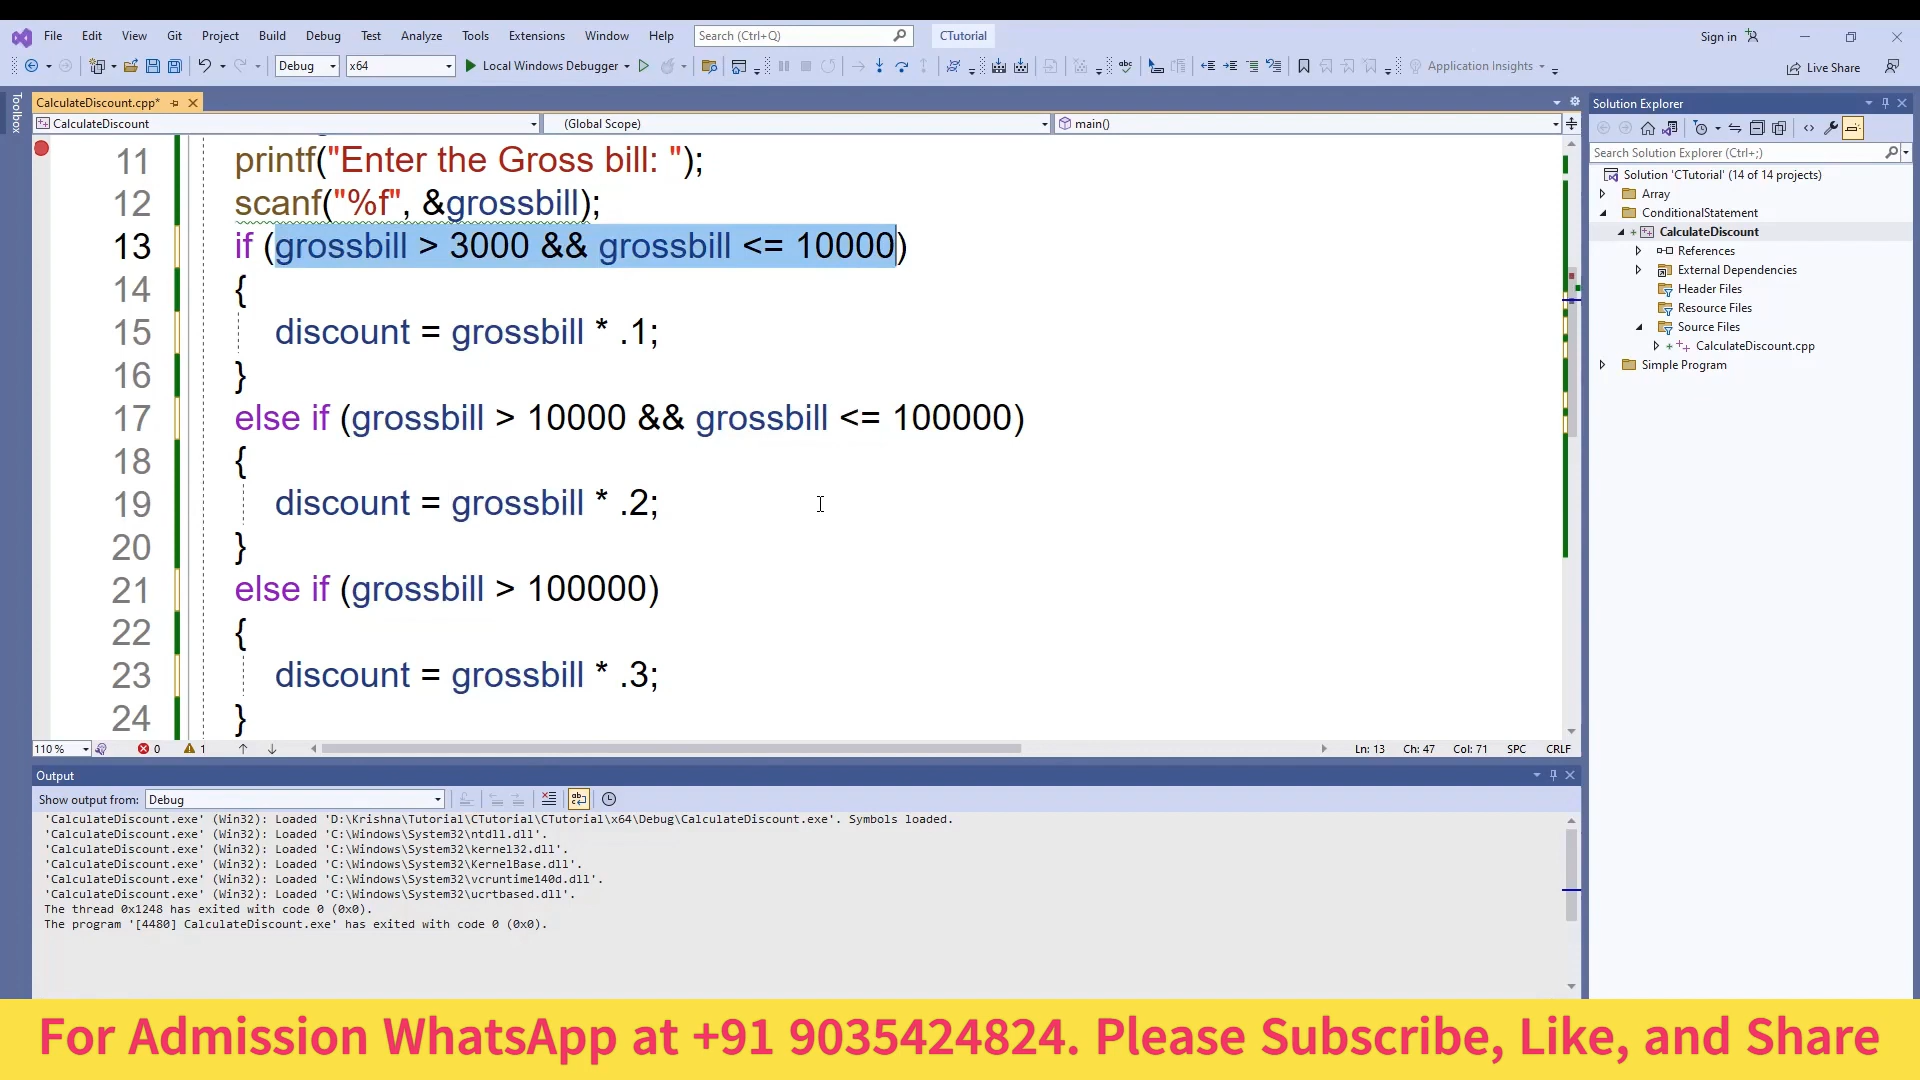 File Edit View Git Project Build Debug Test Analyze Tools Extensions Window Help Search (Ctrl+Q) CTutorial Sign in
Debug x64 Local Windows Debugger Application Insights Live Share
Toolbox
CalculateDiscount.cpp*
CalculateDiscount (Global Scope) main()
11 printf("Enter the Gross bill: ");
12 scanf("%f", &grossbill);
13 if (grossbill > 3000 && grossbill <= 10000)
14 {
15 discount = grossbill * .1;
16 }
17 else if (grossbill > 10000 && grossbill <= 100000)
18 {
19 discount = grossbill * .2;
20 }
21 else if (grossbill > 100000)
22 {
23 discount = grossbill * .3;
24 }
110 % 0 1 Ln: 13 Ch: 47 Col: 71 SPC CRLF
Output
Show output from: Debug
'CalculateDiscount.exe' (Win32): Loaded 'D:\Krishna\Tutorial\CTutorial\CTutorial\x64\Debug\CalculateDiscount.exe'. Symbols loaded.
'CalculateDiscount.exe' (Win32): Loaded 'C:\Windows\System32\ntdll.dll'.
'CalculateDiscount.exe' (Win32): Loaded 'C:\Windows\System32\kernel32.dll'.
'CalculateDiscount.exe' (Win32): Loaded 'C:\Windows\System32\KernelBase.dll'.
'CalculateDiscount.exe' (Win32): Loaded 'C:\Windows\System32\vcruntime140d.dll'.
'CalculateDiscount.exe' (Win32): Loaded 'C:\Windows\System32\ucrtbased.dll'.
The thread 0x1248 has exited with code 0 (0x0).
The program '[4480] CalculateDiscount.exe' has exited with code 0 (0x0).
Solution Explorer
Search Solution Explorer (Ctrl+;)
Solution 'CTutorial' (14 of 14 projects)
Array
ConditionalStatement
CalculateDiscount
References
External Dependencies
Header Files
Resource Files
Source Files
CalculateDiscount.cpp
Simple Program
For Admission WhatsApp at +91 9035424824. Please Subscribe, Like, and Share